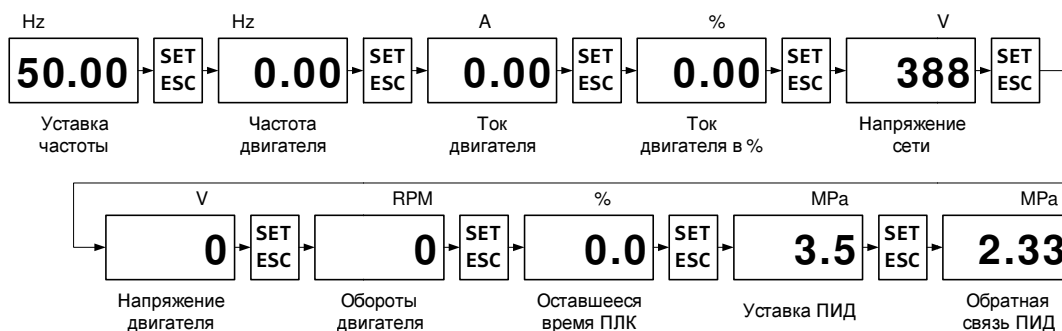 Hz Hz A % V
50.00 SET ESC 0.00 SET ESC 0.00 SET ESC 0.00 SET ESC 388 SET ESC
Уставка частоты Частота двигателя Ток двигателя Ток двигателя в % Напряжение сети
V RPM % MPa MPa
0 SET ESC 0 SET ESC 0.0 SET ESC 3.5 SET ESC 2.33
Напряжение двигателя Обороты двигателя Оставшееся время ПЛК Уставка ПИД Обратная связь ПИД